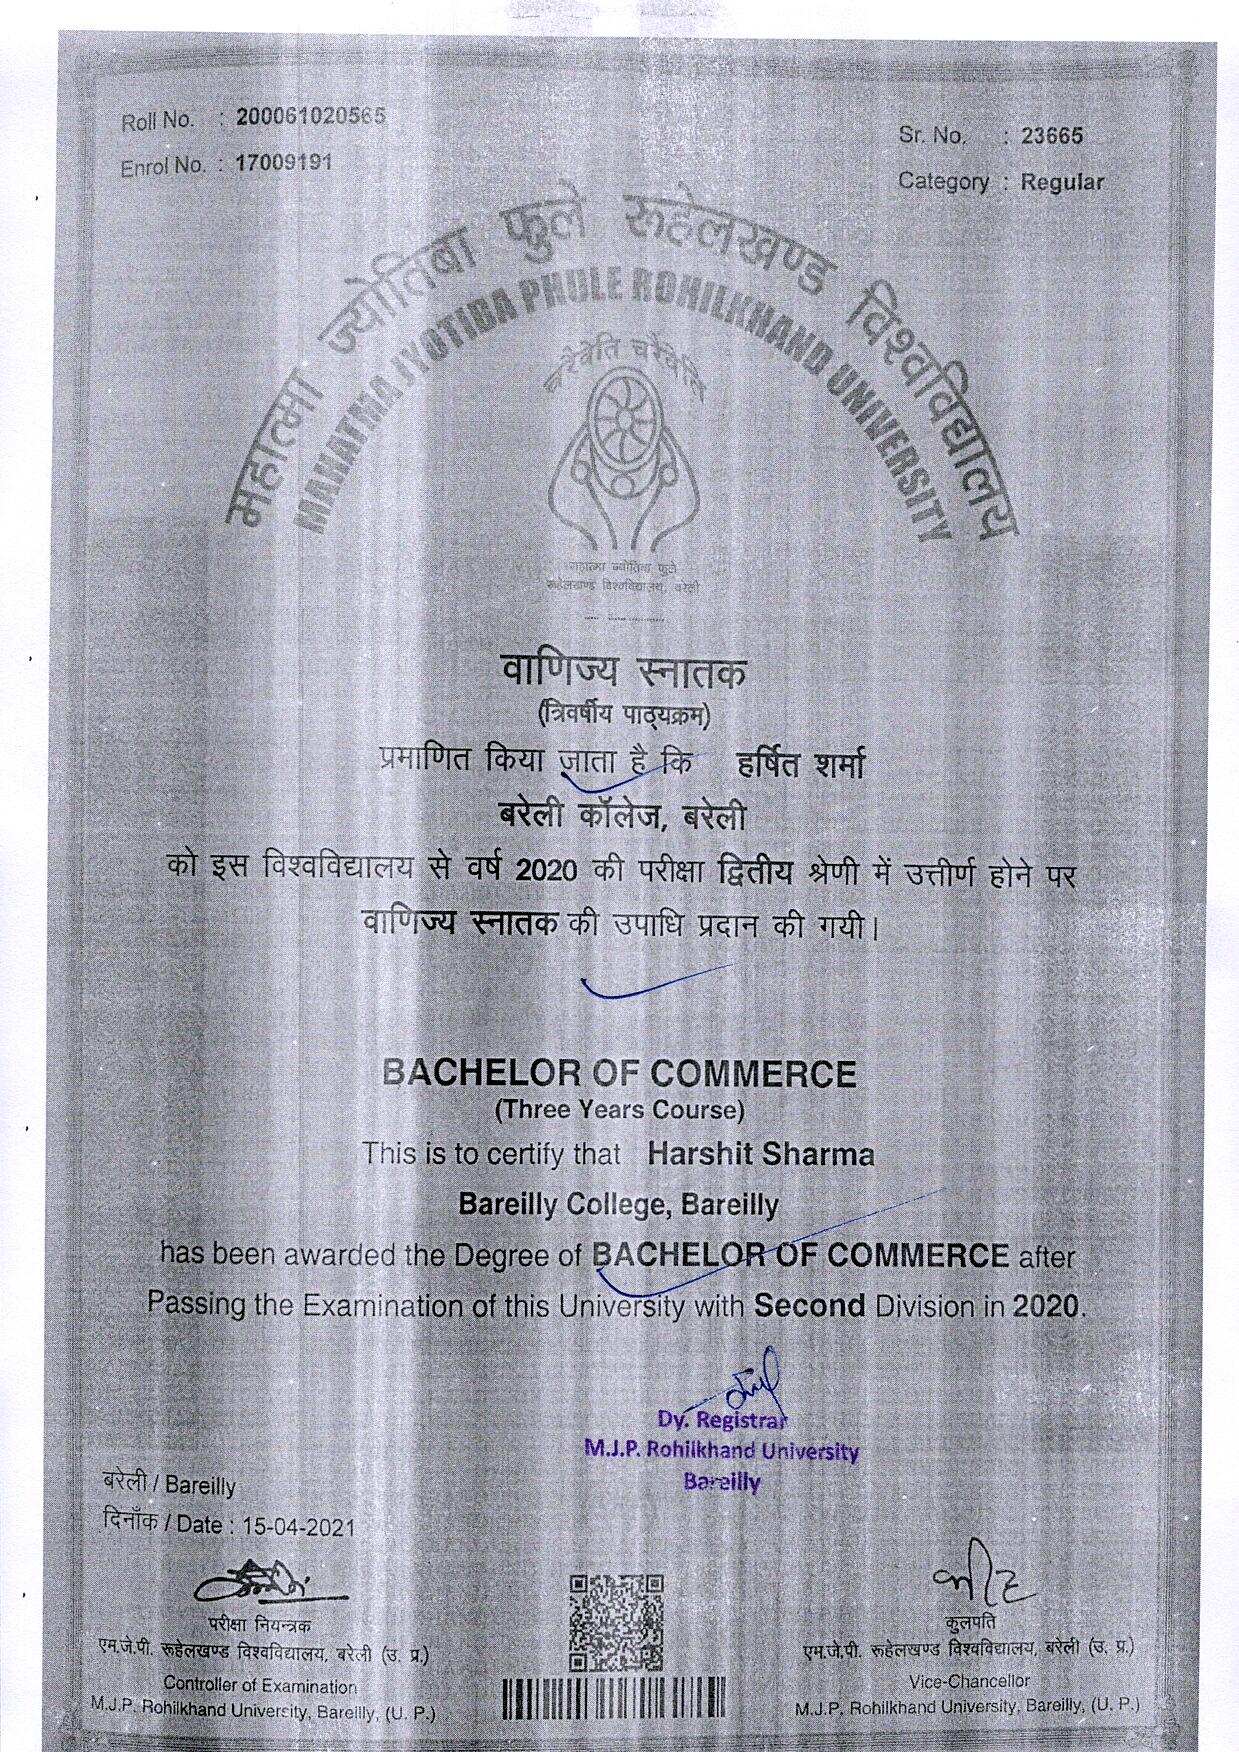 Roll No. : 200061020565
Enrol No. : 17009191
Sr. No. : 23665
Category : Regular
महात्मा ज्योतिबा फुले रूहेलखण्ड विश्वविद्यालय
MAHATMA JYOTIBA PHULE ROHILKHAND UNIVERSITY
चरैवेति चरैवेति
महात्मा ज्योतिबा फुले
रूहेलखण्ड विश्वविद्यालय, बरेली
वाणिज्य स्नातक
(त्रिवर्षीय पाठ्यक्रम)
प्रमाणित किया जाता है कि हर्षित शर्मा
बरेली कॉलेज, बरेली
को इस विश्वविद्यालय से वर्ष 2020 की परीक्षा द्वितीय श्रेणी में उत्तीर्ण होने पर
वाणिज्य स्नातक की उपाधि प्रदान की गयी।
BACHELOR OF COMMERCE
(Three Years Course)
This is to certify that Harshit Sharma
Bareilly College, Bareilly
has been awarded the Degree of BACHELOR OF COMMERCE after
Passing the Examination of this University with Second Division in 2020.
Dy. Registrar
M.J.P. Rohilkhand University
Bareilly
बरेली / Bareilly
दिनाँक / Date : 15-04-2021
परीक्षा नियन्त्रक
एम.जे.पी. रूहेलखण्ड विश्वविद्यालय, बरेली (उ. प्र.)
Controller of Examination
M.J.P. Rohilkhand University, Bareilly, (U. P.)
कुलपति
एम.जे.पी. रूहेलखण्ड विश्वविद्यालय, बरेली (उ. प्र.)
Vice-Chancellor
M.J.P. Rohilkhand University, Bareilly, (U. P.)